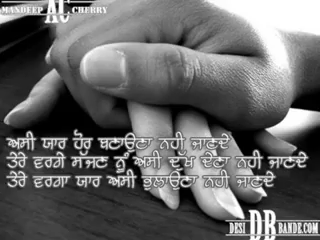 MANDEEP AC CHERRY
ਅਸੀ ਯਾਰ ਹੋਰ ਬਣਾਉਣਾ ਨਹੀ ਜਾਣਦੇ
ਤੇਰੇ ਵਰਗੇ ਸੱਜਣ ਨੂੰ ਅਸੀ ਦੁੱਖ ਦੇਣਾ ਨਹੀ ਜਾਣਦੇ
ਤੇਰੇ ਵਰਗਾ ਯਾਰ ਅਸੀ ਭੁਲਾਉਣਾ ਨਹੀ ਜਾਣਦੇ
DESI DB BANDE.COM